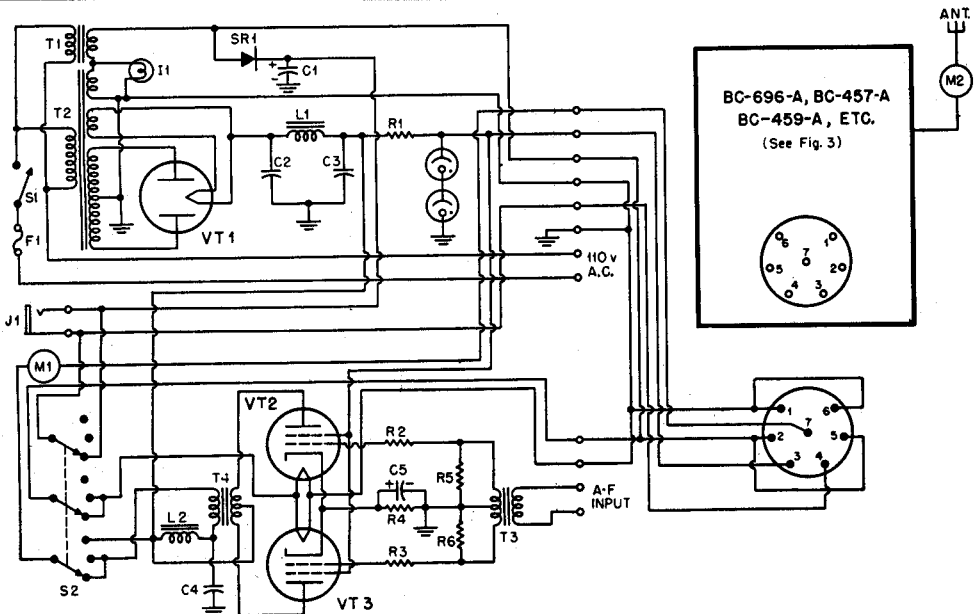 ANT.
M2
BC-696-A, BC-457-A
BC-459-A, ETC.
(See Fig. 3)
6
1
7
5
2
4
3
T1
I1
SR1
+
-
C1
T2
L1
R1
C2
C3
S1
F1
VT1
110 v
A.C.
J1
M1
VT2
R2
T4
+
C5
-
R5
R4
A-F
INPUT
L2
R6
T3
R3
S2
C4
VT3
1
6
7
2
5
3
4